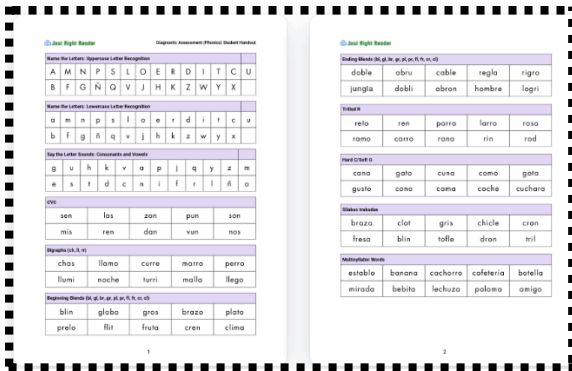 Just Right Reader
Diagnostic Assessment (Phonics) Student Handout
Name the Letters: Uppercase Letter Recognition
A M N P S L O E R D I T C U
B F G Ñ Q V J H K Z W Y X
Name the Letters: Lowercase Letter Recognition
a m n p s l o e r d i t c u
b f g ñ q v j h k z w y x
Say the Letter Sounds: Consonants and Vowels
g u h k v a p j q y z m
e s t d c n i f r l ñ o
CVC
sen los zon pun son
mis ren dan vun nos
Digraphs (ch, ll, rr)
chas llamo curre marro perro
llumi noche turri malla llego
Beginning Blends (bl, gl, br, gr, pl, pr, fl, fr, cr, cl)
blin globo gros brazo plato
prelo flit fruta cren clima
1
Just Right Reader
Ending Blends (bl, gl, br, gr, pl, pr, fl, fr, cr, cl)
doble abru cable regla rigro
jungla dobli abron hombre logri
Trilled R
reto ren parro larro rosa
ramo carro rana rin rod
Hard C/Soft G
cana gato cuna como gota
gusto cono cama coche cuchara
Sílabas trabadas
brazo clot gris chicle cran
fresa blin tofle dron tril
Multisyllabic Words
establo banana cachorro cafetería botella
mirada bebita lechuza paloma amigo
2